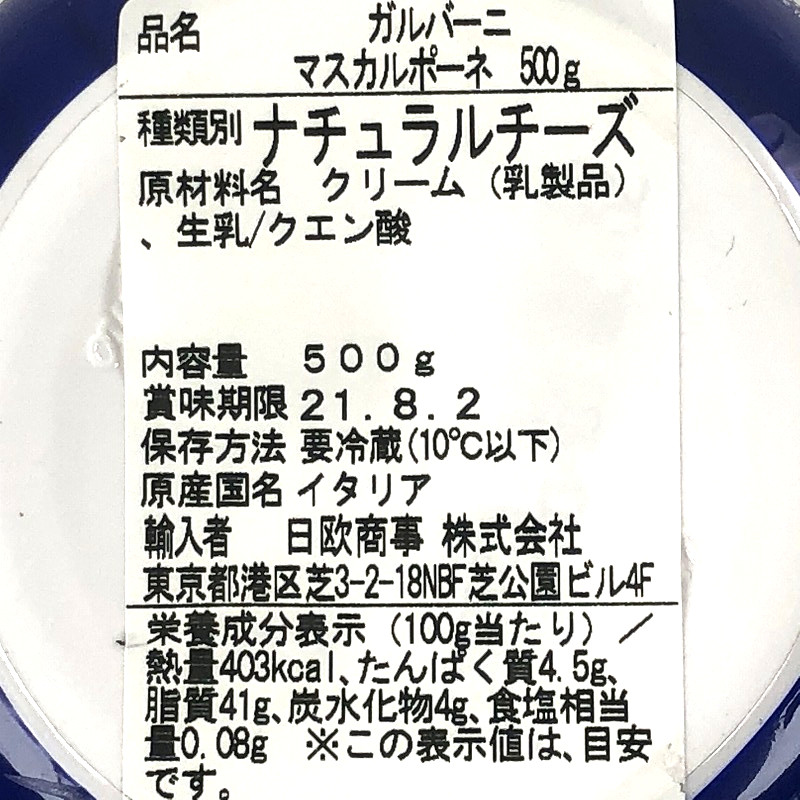 品名 ガルバーニ
マスカルポーネ 500g
種類別 ナチュラルチーズ
原材料名 クリーム（乳製品）
、生乳/クエン酸
内容量 ５００ｇ
賞味期限 21.8.2
保存方法 要冷蔵(10℃以下)
原産国名 イタリア
輸入者 日欧商事 株式会社
東京都港区芝3-2-18NBF芝公園ビル4F
栄養成分表示（100g当たり）／
熱量403kcal、たんぱく質4.5g、
脂質41g、炭水化物4g、食塩相当
量0.08g ※この表示値は、目安
です。